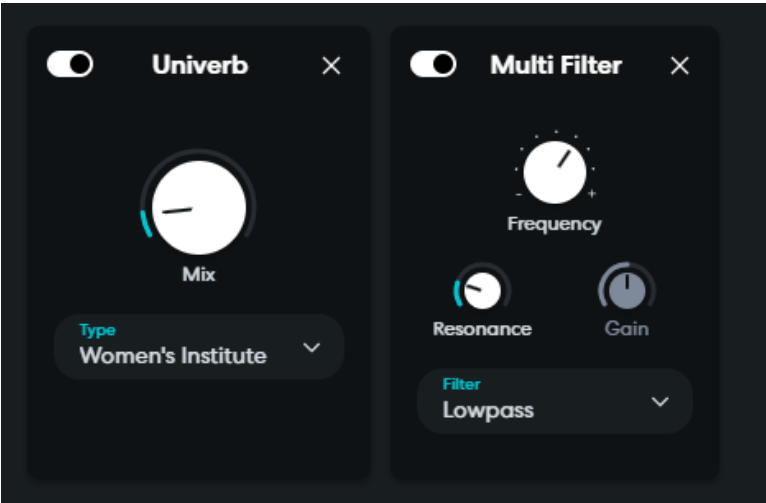 Univerb
Mix
Type
Women's Institute
Multi Filter
- +
Frequency
Resonance
Gain
Filter
Lowpass